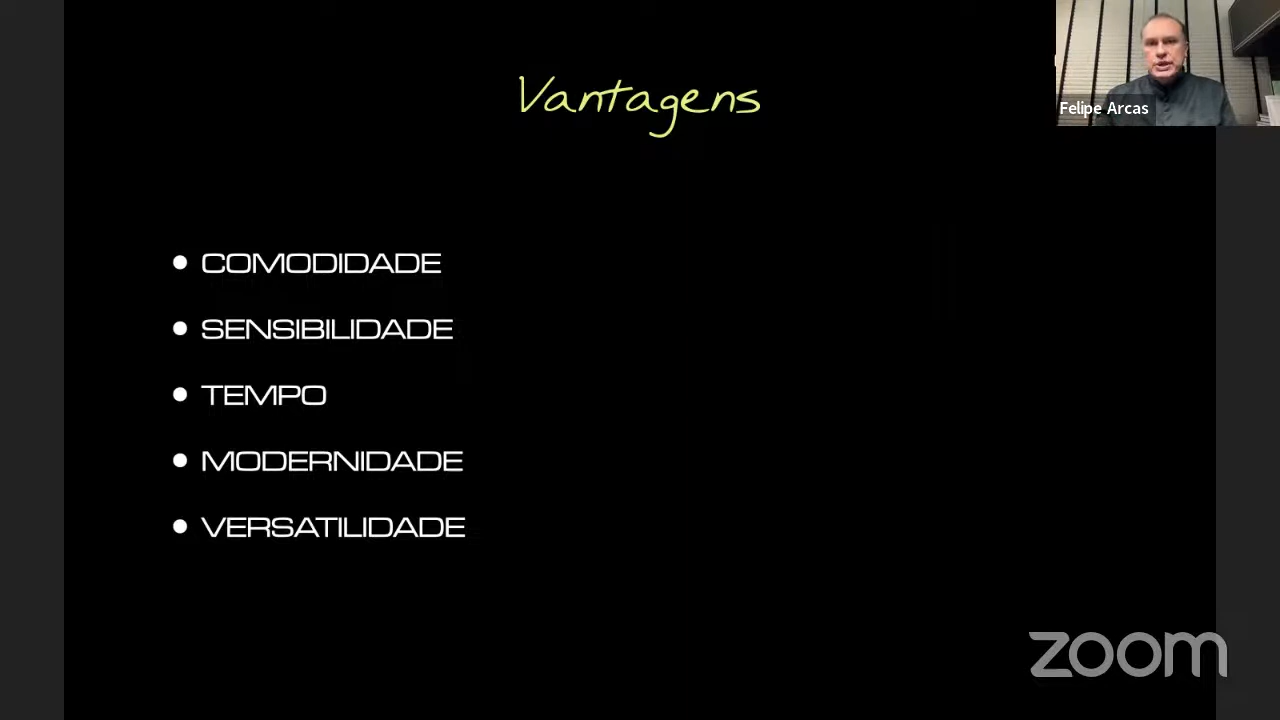 Vantagens
Felipe Arcas
• COMODIDADE
• SENSIBILIDADE
• TEMPO
• MODERNIDADE
• VERSATILIDADE
zoom